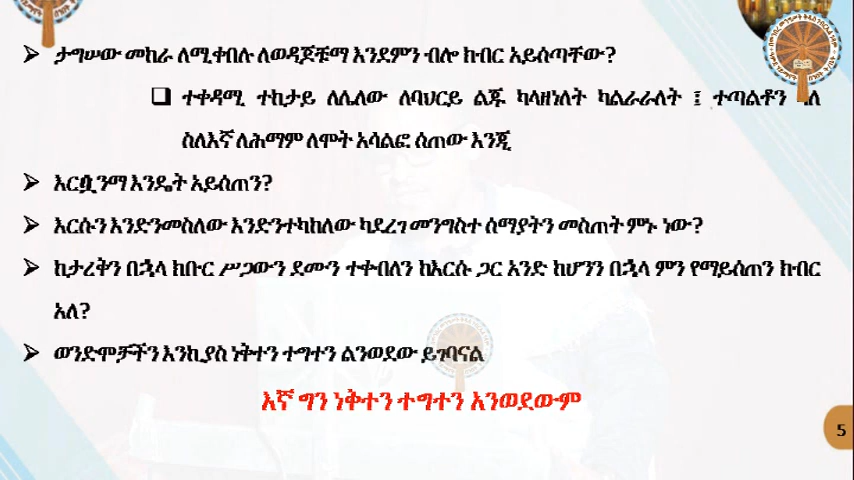 ታግሠው መከራ ለሚቀበሉ ለወዳጆቹማ እንደምን ብሎ ክብር አይሰጣቸው?
ተቀዳሚ ተከታይ ለሌለው ለባህርይ ልጁ ካላዘነለት ካልራራለት ፤ ተጣልቶን ሳለ
ስለእኛ ለሕማም ለሞት አሳልፎ ሰጠው እንጂ
እርሷንማ እንዴት አይሰጠን?
እርሱን እንድንመስለው እንድንተካከለው ካደረገ መንግስተ ሰማያትን መስጠት ምኑ ነው?
ከታረቅን በኋላ ክቡር ሥጋውን ደሙን ተቀብለን ከእርሱ ጋር አንድ ከሆንን በኋላ ምን የማይሰጠን ክብር
አለ?
ወንድሞቻችን እንኪያስ ነቅተን ተግተን ልንወደው ይገባናል
እኛ ግን ነቅተን ተግተን አንወደውም
5